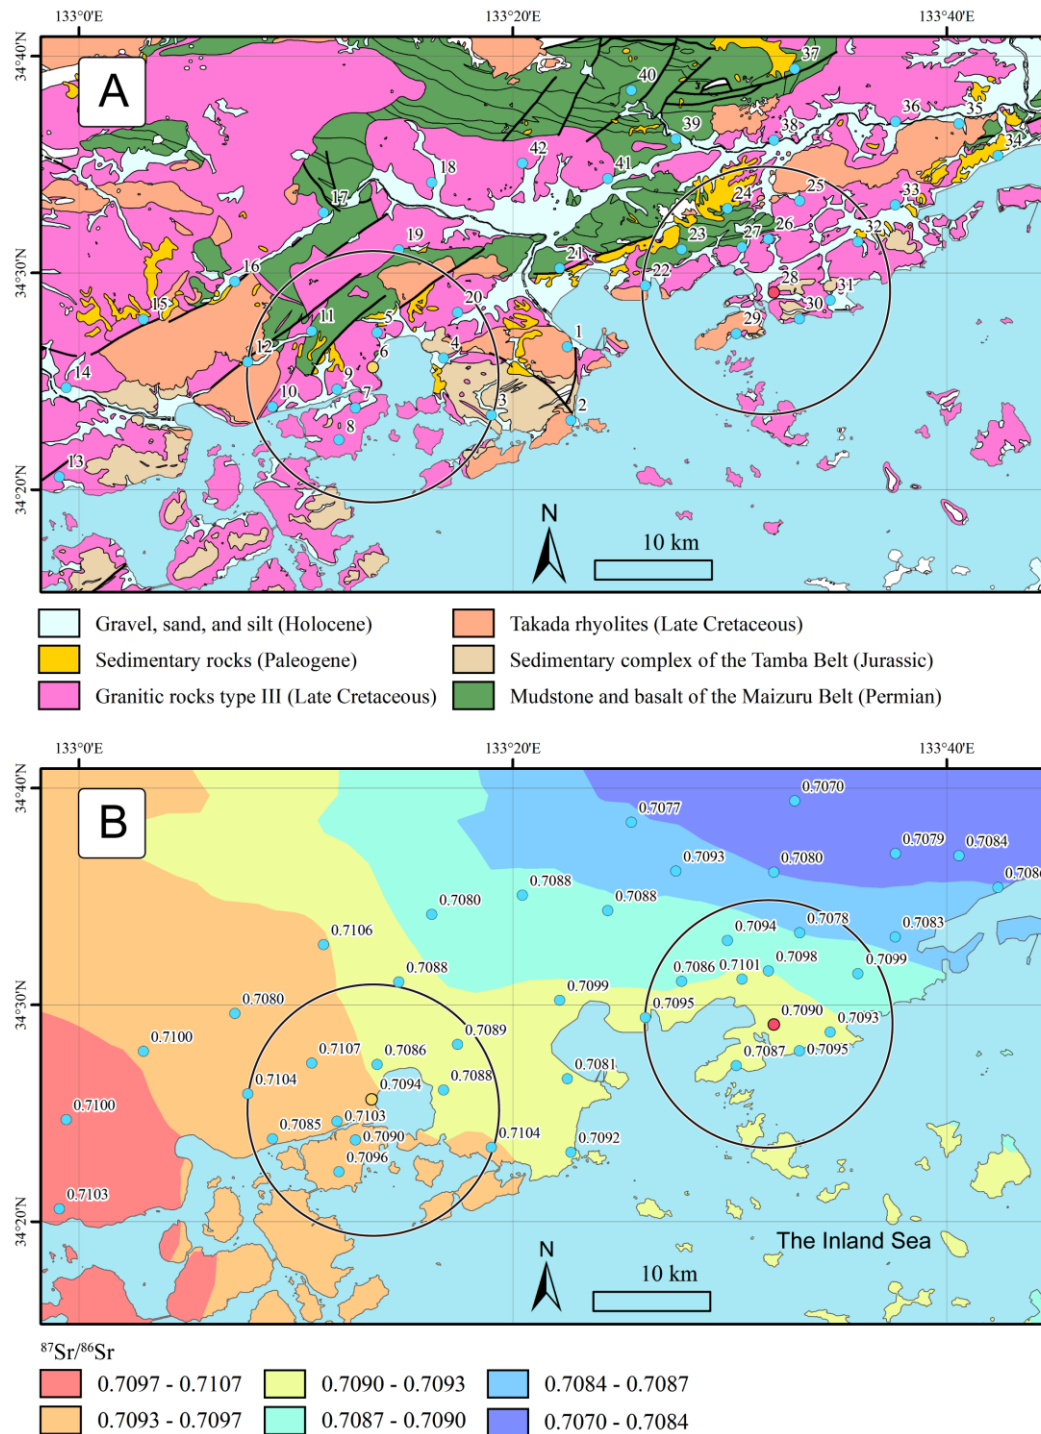 133°0'E 133°20'E 133°40'E
34°40'N
A
37
40
36 35
39 38 34
42 41
18
25 33
24
17
26 32
27
19 23
21
22 28 31
16
20 30
15
5 1 29
11
4
12 6
14 9
10 7 3 2
8
13
34°30'N
34°20'N
N
10 km
Gravel, sand, and silt (Holocene)
Takada rhyolites (Late Cretaceous)
Sedimentary rocks (Paleogene)
Sedimentary complex of the Tamba Belt (Jurassic)
Granitic rocks type III (Late Cretaceous)
Mudstone and basalt of the Maizuru Belt (Permian)
133°0'E 133°20'E 133°40'E
34°40'N
B
0.7070
0.7077
0.7079 0.7084
0.7093 0.7080
0.7086
0.7088 0.7088
0.7080
0.7094 0.7078 0.7083
0.7106
0.7086 0.7101 0.7098 0.7099
0.7088
0.7099
34°30'N
0.7080 0.7095 0.7090 0.7093
0.7100 0.7089
0.7107 0.7086 0.7081 0.7087 0.7095
0.7104 0.7094 0.7088
0.7100 0.7103
0.7085 0.7090 0.7104 0.7092
0.7096
0.7103
34°20'N
The Inland Sea
N
10 km
87Sr/86Sr
0.7097 - 0.7107 0.7090 - 0.7093 0.7084 - 0.7087
0.7093 - 0.7097 0.7087 - 0.7090 0.7070 - 0.7084